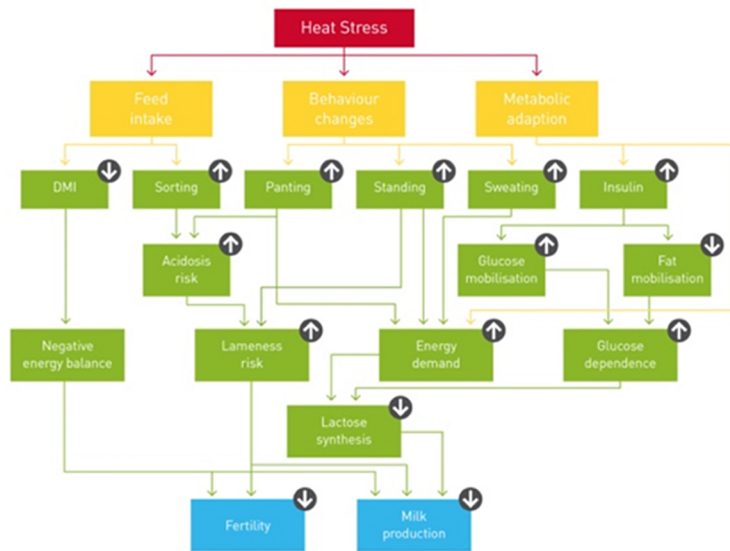 Heat Stress
Feed
intake
Behaviour
changes
Metabolic
adaption
DMI
Sorting
Panting
Standing
Sweating
Insulin
Acidosis
risk
Glucose
mobilisation
Fat
mobilisation
Negative
energy balance
Lameness
risk
Energy
demand
Glucose
dependence
Lactose
synthesis
Fertility
Milk
production